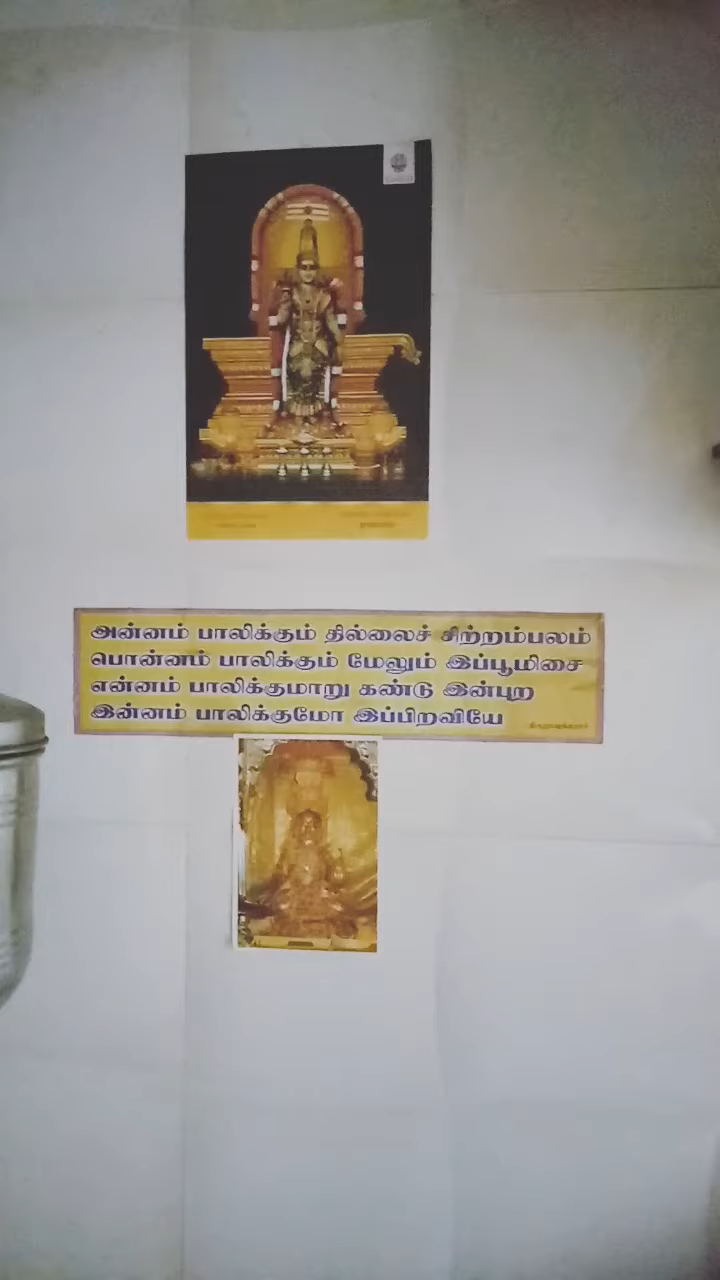 அன்னம் பாலிக்கும் தில்லைச் சிற்றம்பலம்
பொன்னம் பாலிக்கும் மேலும் இப்பூமிசை
என்னம் பாலிக்குமாறு கண்டு இன்புற
இன்னம் பாலிக்குமோ இப்பிறவியே